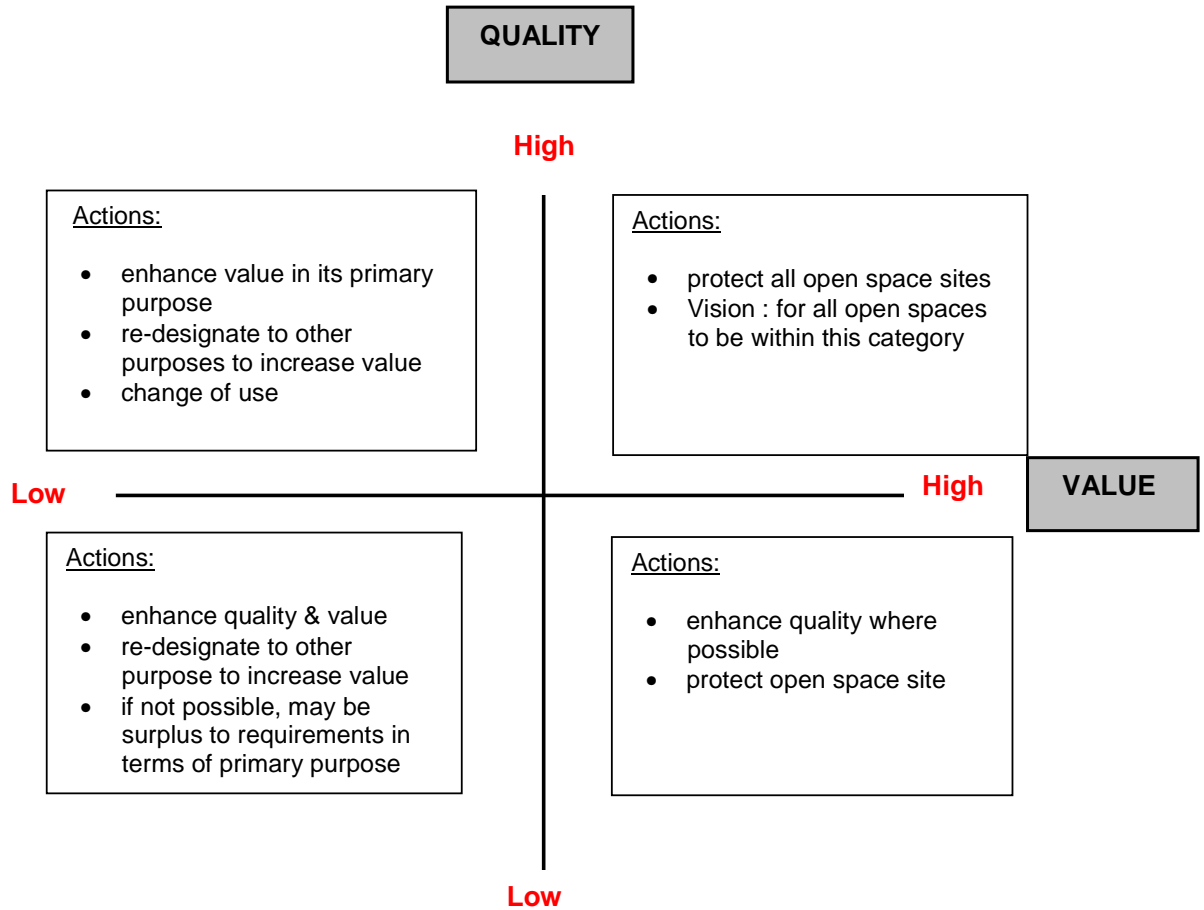 QUALITY
High
Actions:
• enhance value in its primary
purpose
• re-designate to other
purposes to increase value
• change of use
Actions:
• protect all open space sites
• Vision : for all open spaces
to be within this category
Low
High
VALUE
Actions:
• enhance quality & value
• re-designate to other
purpose to increase value
• if not possible, may be
surplus to requirements in
terms of primary purpose
Actions:
• enhance quality where
possible
• protect open space site
Low